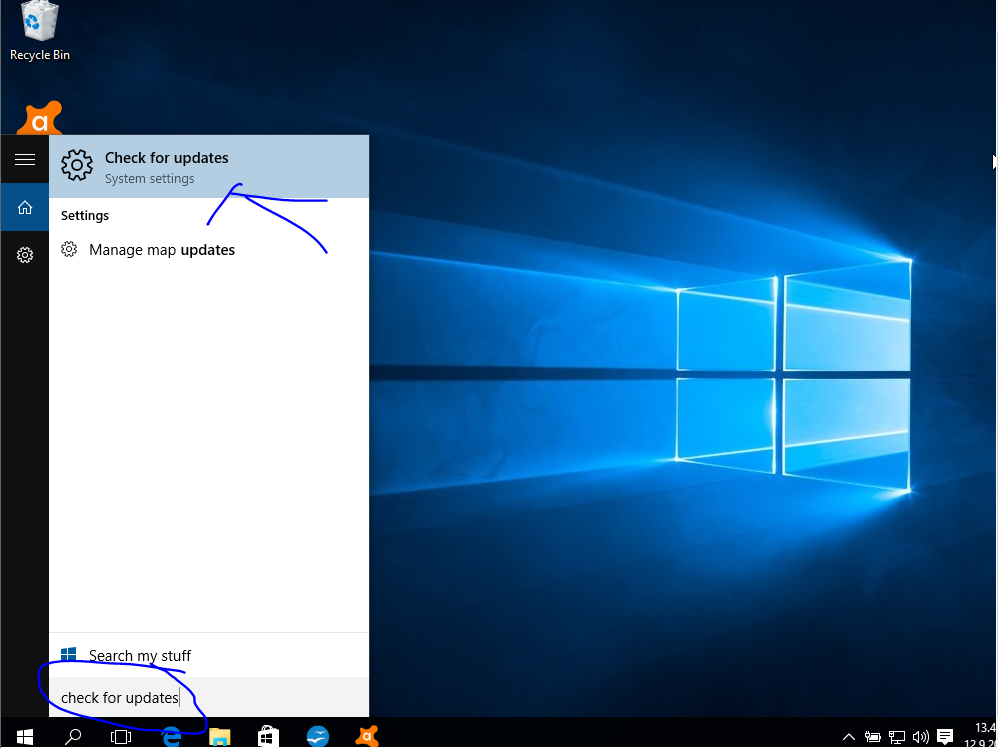 Recycle Bin
Check for updates
System settings
Settings
Manage map updates
Search my stuff
check for updates
13.4
12.9.2